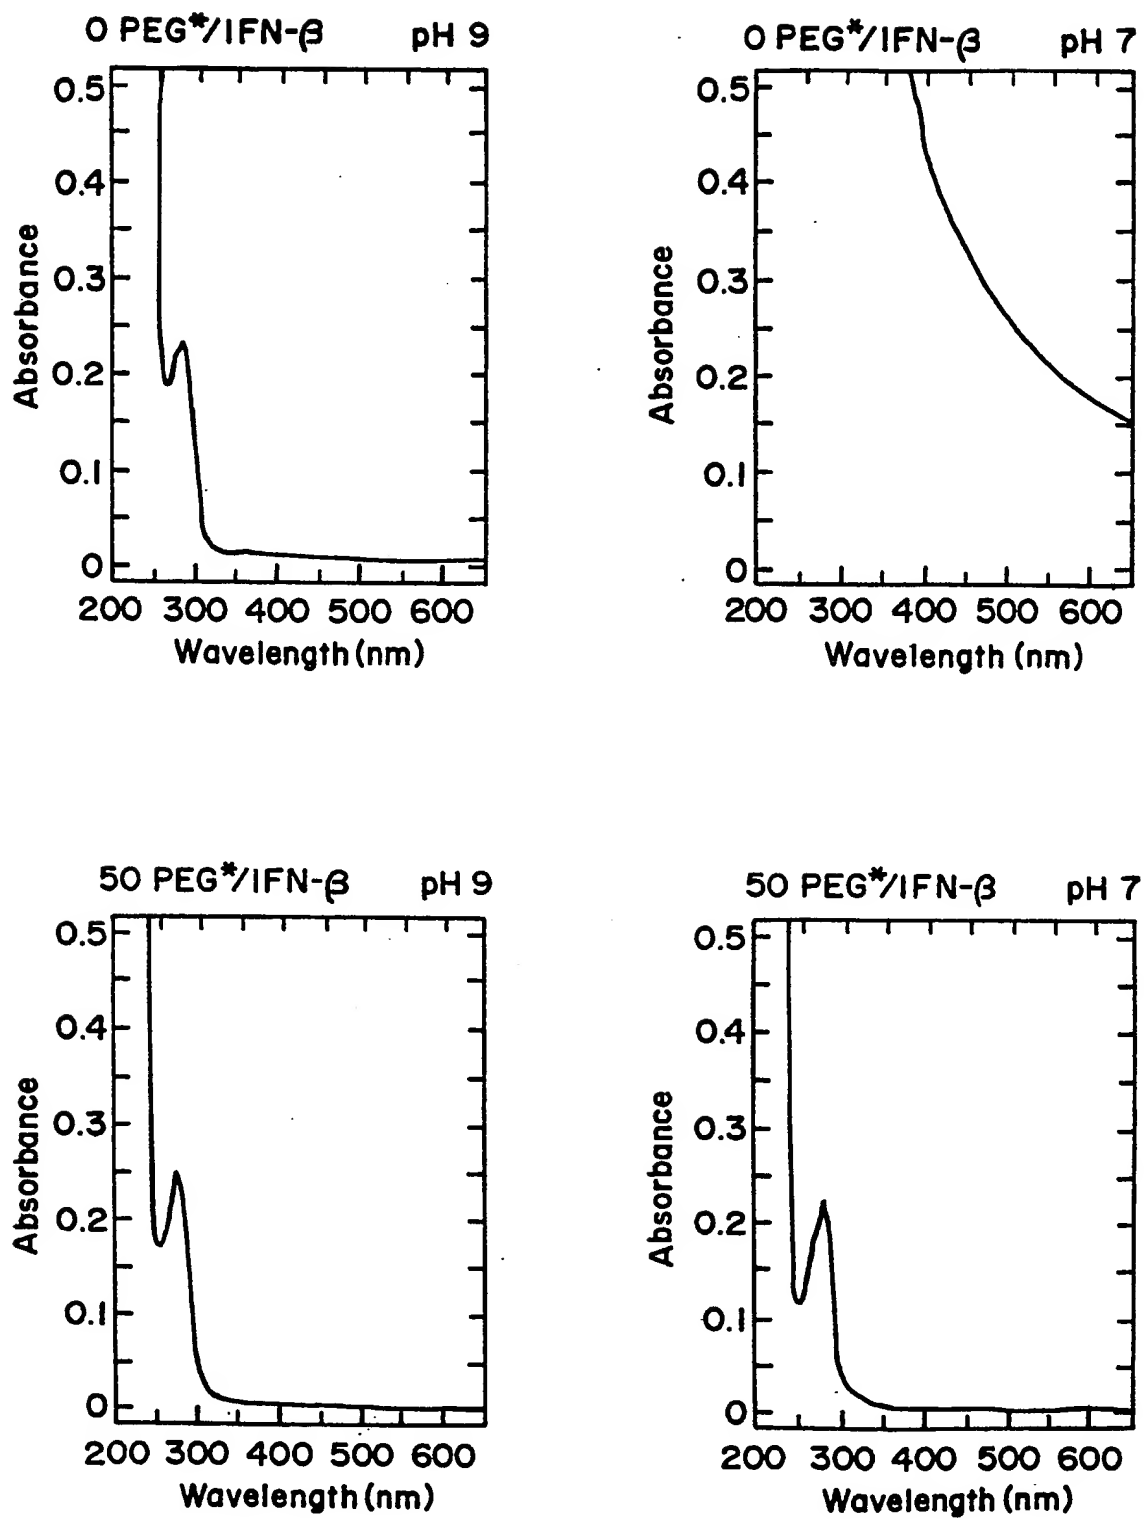 0 PEG*/IFN-β pH 9
0.5
0.4
0.3
0.2
0.1
0
Absorbance
200 300 400 500 600
Wavelength (nm)
0 PEG*/IFN-β pH 7
0.5
0.4
0.3
0.2
0.1
0
Absorbance
200 300 400 500 600
Wavelength (nm)
50 PEG*/IFN-β pH 9
0.5
0.4
0.3
0.2
0.1
0
Absorbance
200 300 400 500 600
Wavelength (nm)
50 PEG*/IFN-β pH 7
0.5
0.4
0.3
0.2
0.1
0
Absorbance
200 300 400 500 600
Wavelength (nm)